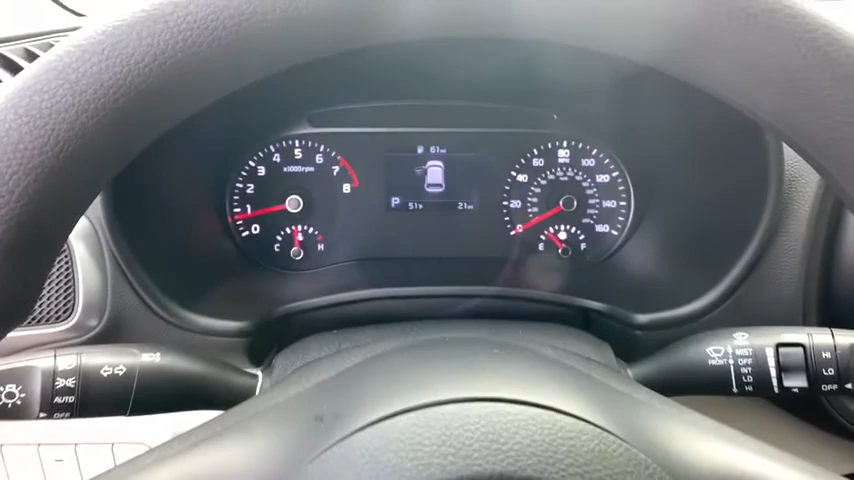 61mi
P 51°F 21mi
0 1 2 3 4 5 6 7 8
x1000rpm
C H
0 20 40 60 80 100 120 140 160
MPH
E F
AUTO
OFF
MIST
OFF
INT
LO
HI
FRONT
HI
LO
OFF